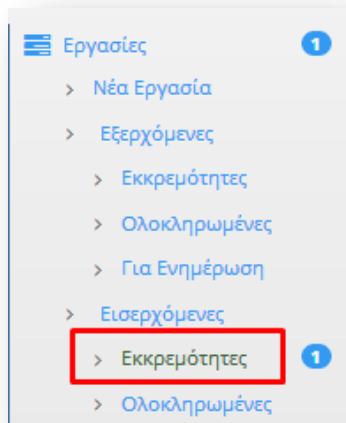 Εργασίες 1
Νέα Εργασία
Εξερχόμενες
Εκκρεμότητες
Ολοκληρωμένες
Για Ενημέρωση
Εισερχόμενες
Εκκρεμότητες 1
Ολοκληρωμένες